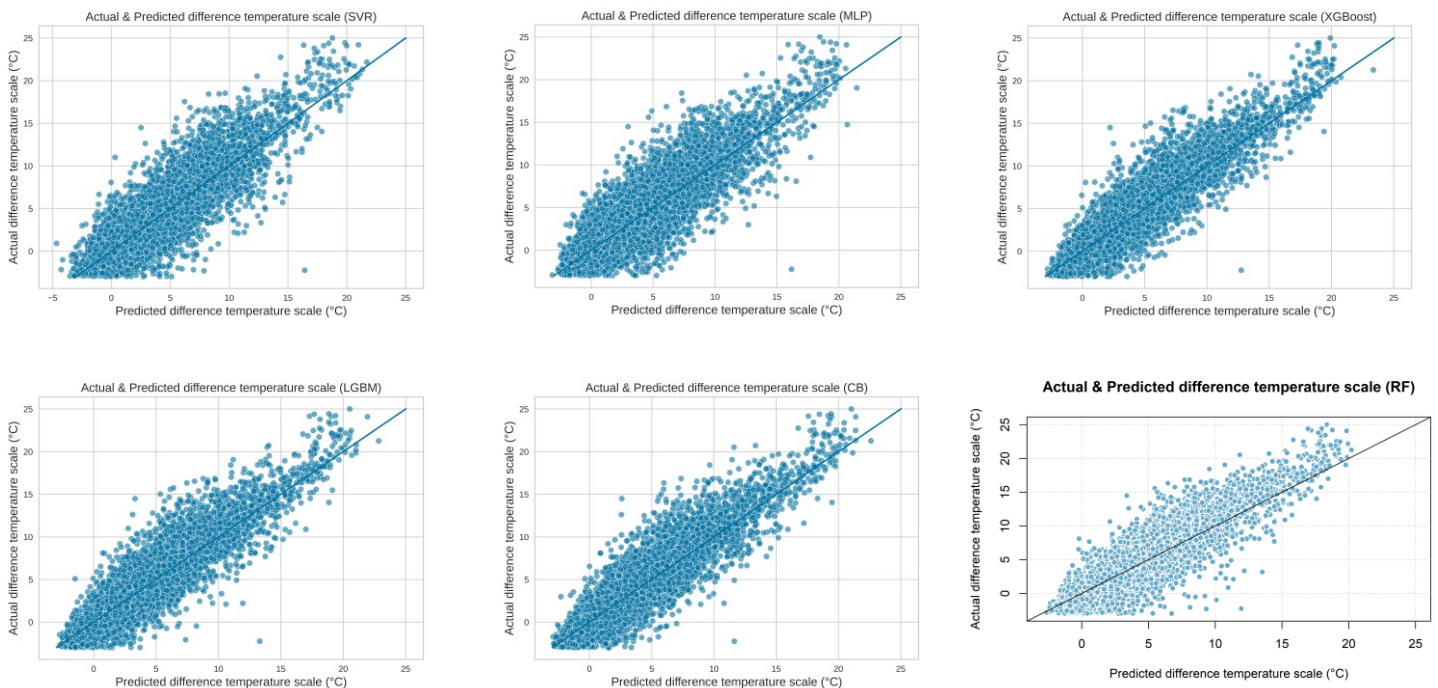 Actual & Predicted difference temperature scale (SVR)
Actual difference temperature scale (°C)
25
20
15
10
5
0
−5 0 5 10 15 20 25
Predicted difference temperature scale (°C)
Actual & Predicted difference temperature scale (MLP)
Actual difference temperature scale (°C)
25
20
15
10
5
0
0 5 10 15 20 25
Predicted difference temperature scale (°C)
Actual & Predicted difference temperature scale (XGBoost)
Actual difference temperature scale (°C)
25
20
15
10
5
0
0 5 10 15 20 25
Predicted difference temperature scale (°C)
Actual & Predicted difference temperature scale (LGBM)
Actual difference temperature scale (°C)
25
20
15
10
5
0
0 5 10 15 20 25
Predicted difference temperature scale (°C)
Actual & Predicted difference temperature scale (CB)
Actual difference temperature scale (°C)
25
20
15
10
5
0
0 5 10 15 20 25
Predicted difference temperature scale (°C)
Actual & Predicted difference temperature scale (RF)
Actual difference temperature scale (°C)
25
20
15
10
5
0
0 5 10 15 20 25
Predicted difference temperature scale (°C)